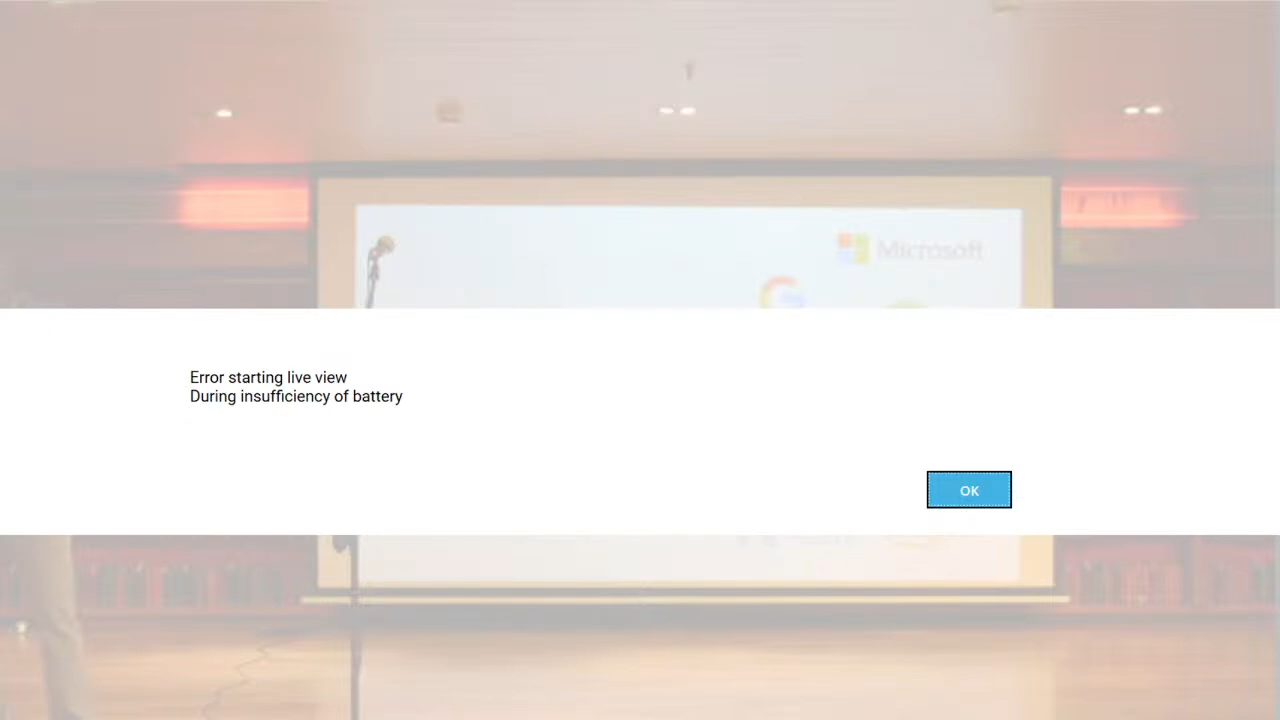 Microsoft
Error starting live view
During insufficiency of battery
OK